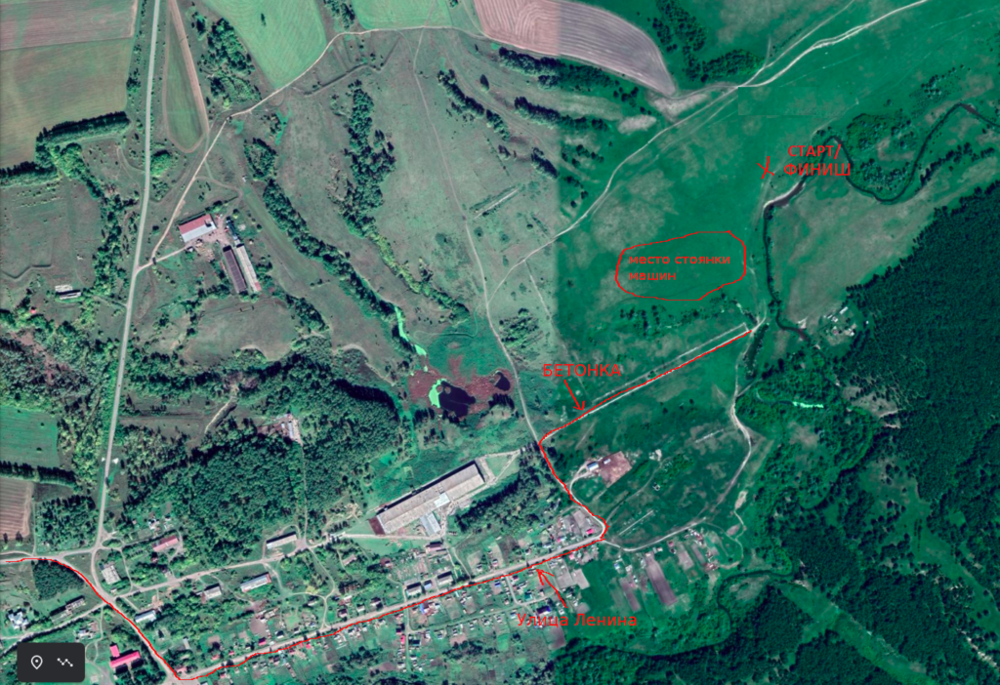 СТАРТ/
ФИНИШ
место стоянки
машин
БЕТОНКА
Улица Ленина